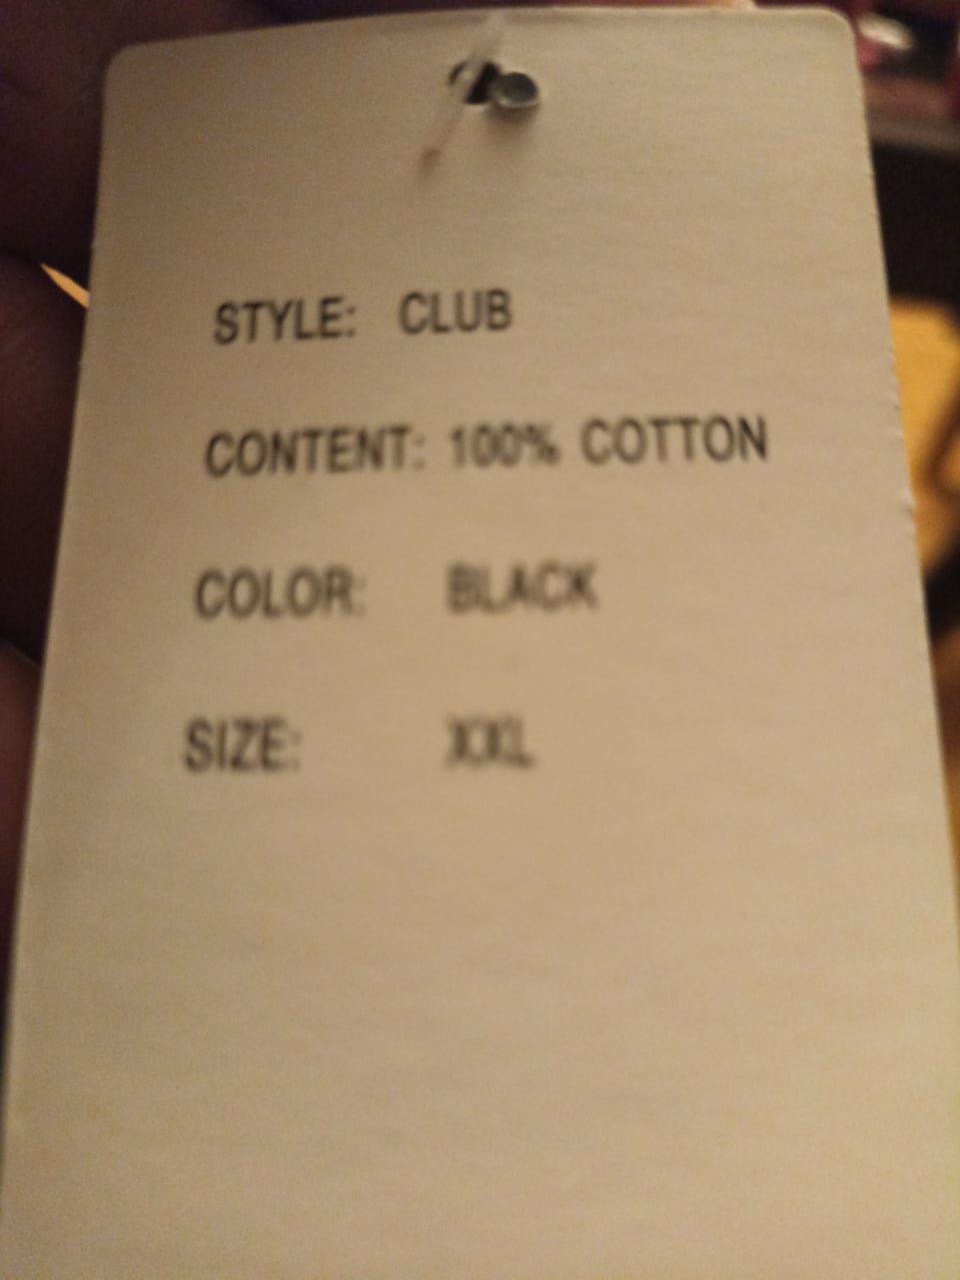 STYLE: CLUB
CONTENT: 100% COTTON
COLOR: BLACK
SIZE: XXL